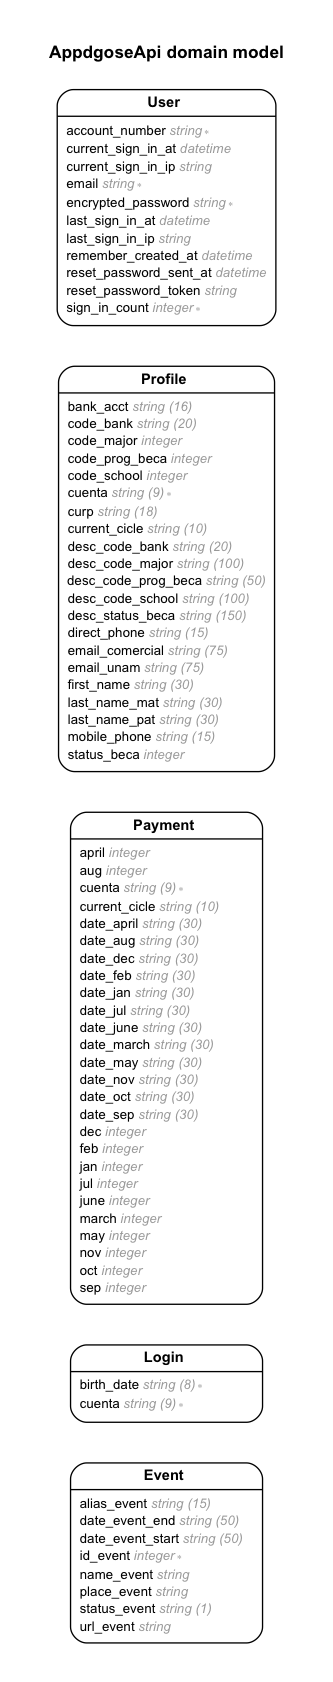 AppdgoseApi domain model
User
account_number string ∗
current_sign_in_at datetime
current_sign_in_ip string
email string ∗
encrypted_password string ∗
last_sign_in_at datetime
last_sign_in_ip string
remember_created_at datetime
reset_password_sent_at datetime
reset_password_token string
sign_in_count integer ∗
Profile
bank_acct string (16)
code_bank string (20)
code_major integer
code_prog_beca integer
code_school integer
cuenta string (9) ∗
curp string (18)
current_cicle string (10)
desc_code_bank string (20)
desc_code_major string (100)
desc_code_prog_beca string (50)
desc_code_school string (100)
desc_status_beca string (150)
direct_phone string (15)
email_comercial string (75)
email_unam string (75)
first_name string (30)
last_name_mat string (30)
last_name_pat string (30)
mobile_phone string (15)
status_beca integer
Payment
april integer
aug integer
cuenta string (9) ∗
current_cicle string (10)
date_april string (30)
date_aug string (30)
date_dec string (30)
date_feb string (30)
date_jan string (30)
date_jul string (30)
date_june string (30)
date_march string (30)
date_may string (30)
date_nov string (30)
date_oct string (30)
date_sep string (30)
dec integer
feb integer
jan integer
jul integer
june integer
march integer
may integer
nov integer
oct integer
sep integer
Login
birth_date string (8) ∗
cuenta string (9) ∗
Event
alias_event string (15)
date_event_end string (50)
date_event_start string (50)
id_event integer ∗
name_event string
place_event string
status_event string (1)
url_event string